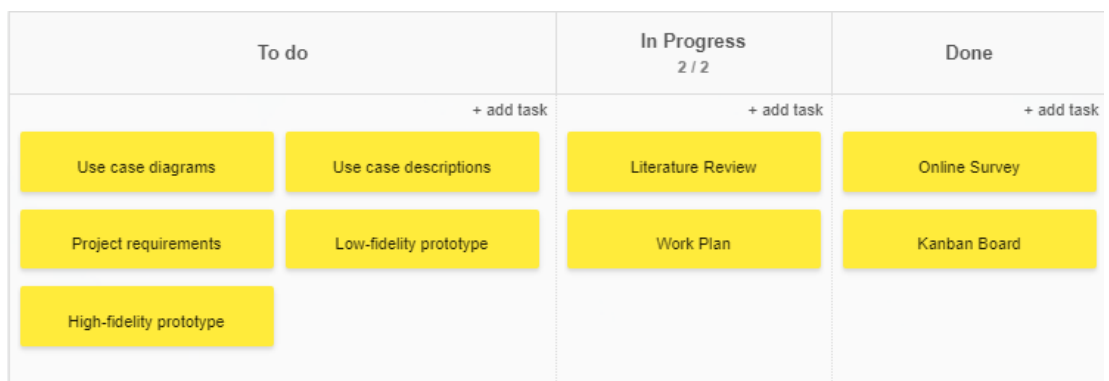 To do
In Progress
2 / 2
Done
+ add task
+ add task
+ add task
Use case diagrams
Use case descriptions
Literature Review
Online Survey
Project requirements
Low-fidelity prototype
Work Plan
Kanban Board
High-fidelity prototype